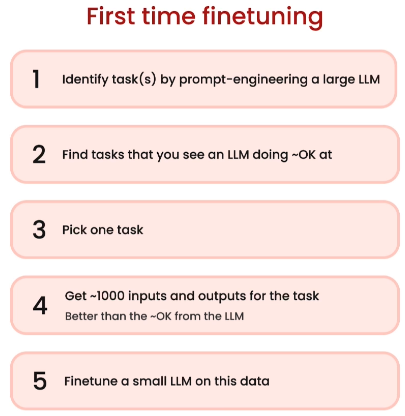 First time finetuning
1 Identify task(s) by prompt-engineering a large LLM
2 Find tasks that you see an LLM doing ~OK at
3 Pick one task
4 Get ~1000 inputs and outputs for the task
Better than the ~OK from the LLM
5 Finetune a small LLM on this data